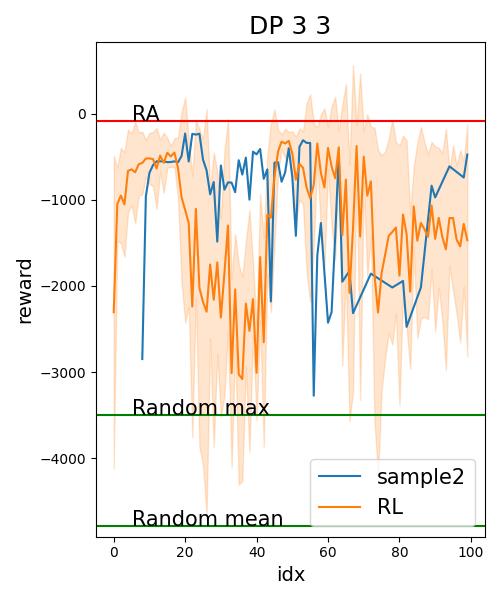 DP 3 3
RA
0
−1000
−2000
−3000
−4000
reward
Random max
Random mean
sample2
RL
0 20 40 60 80 100
idx